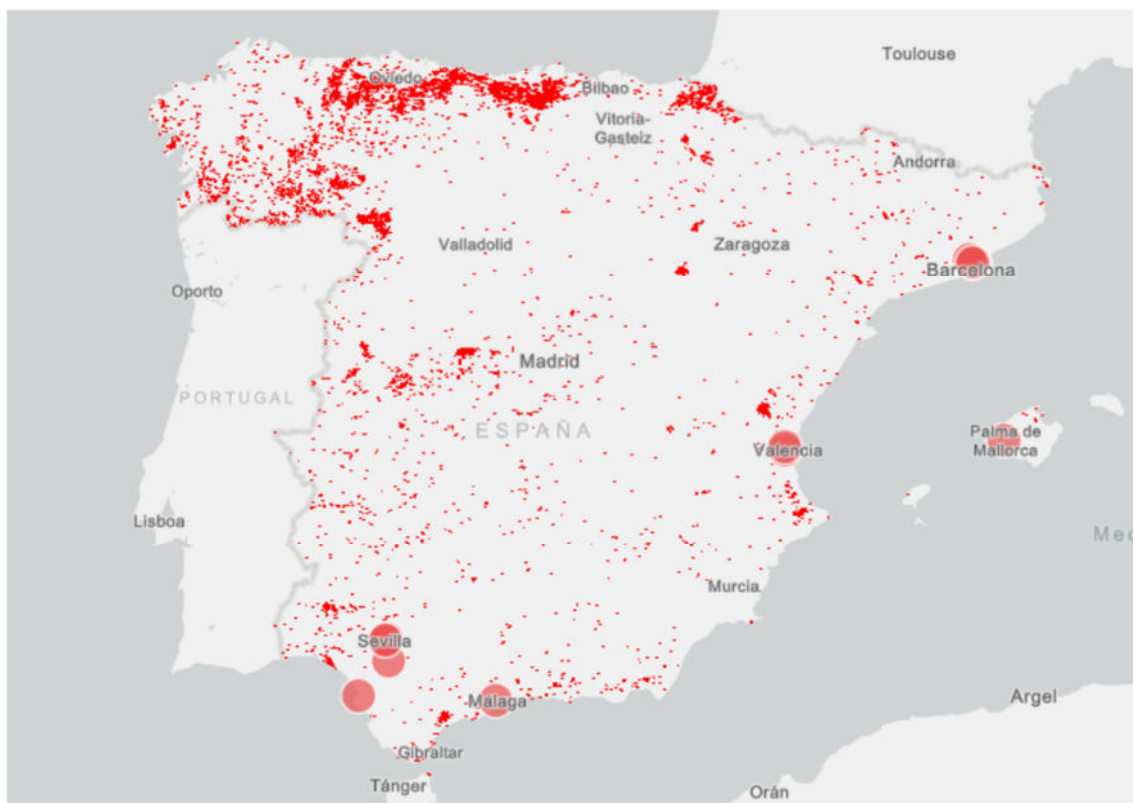 Toulouse
Oviedo
Bilbao
Vitoria-
Gasteiz
Andorra
Valladolid
Zaragoza
Barcelona
Oporto
Madrid
PORTUGAL
ESPAÑA
Palma de
Mallorca
Valencia
Lisboa
Med
Murcia
Sevilla
Málaga
Argel
Gibraltar
Tánger
Orán